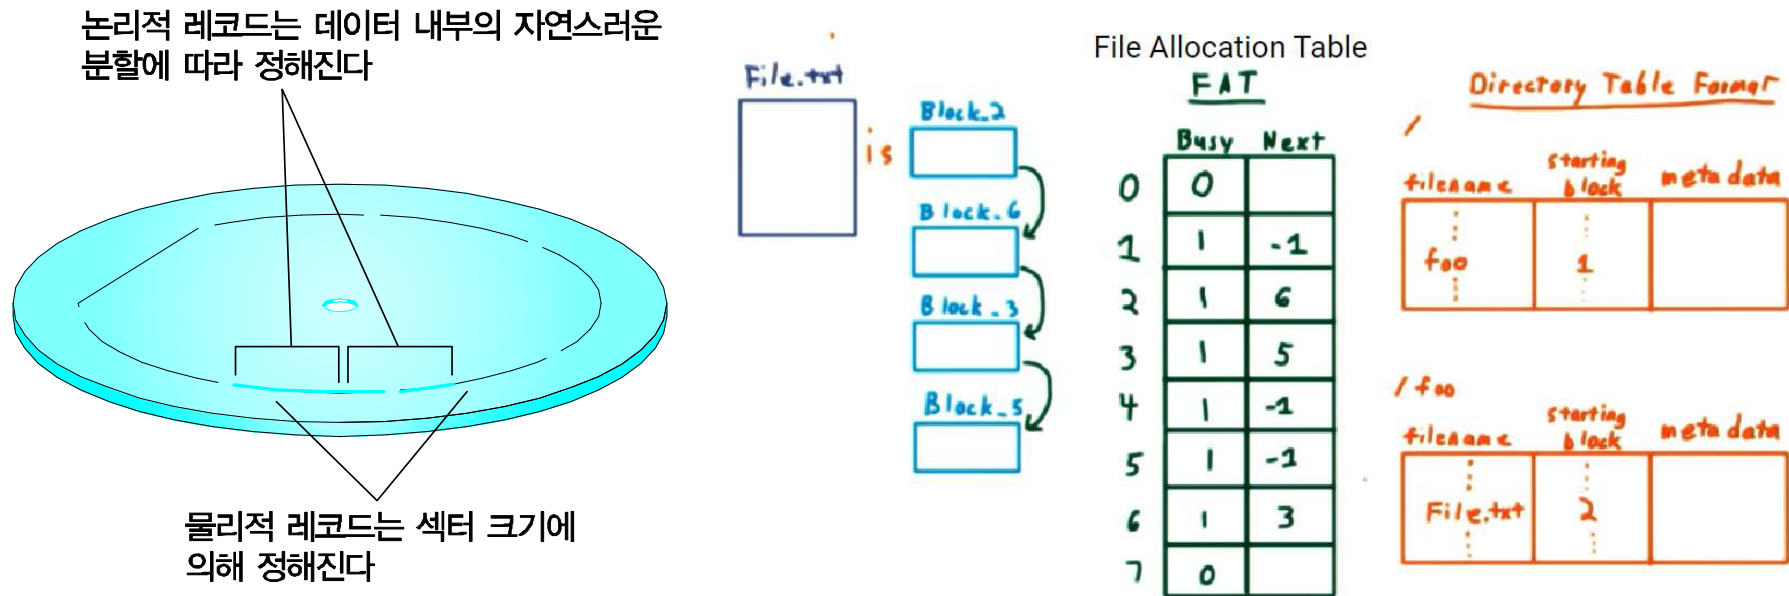 논리적 레코드는 데이터 내부의 자연스러운
분할에 따라 정해진다
물리적 레코드는 섹터 크기에
의해 정해진다
File.txt
is
Block_2
Block_6
Block_3
Block_5
File Allocation Table
FAT
Busy Next
0 0
1 1 -1
2 1 6
3 1 5
4 1 -1
5 1 -1
6 1 3
7 0
Directory Table Format
/
filename starting block metadata
foo 1
/foo
filename starting block metadata
File.txt 2